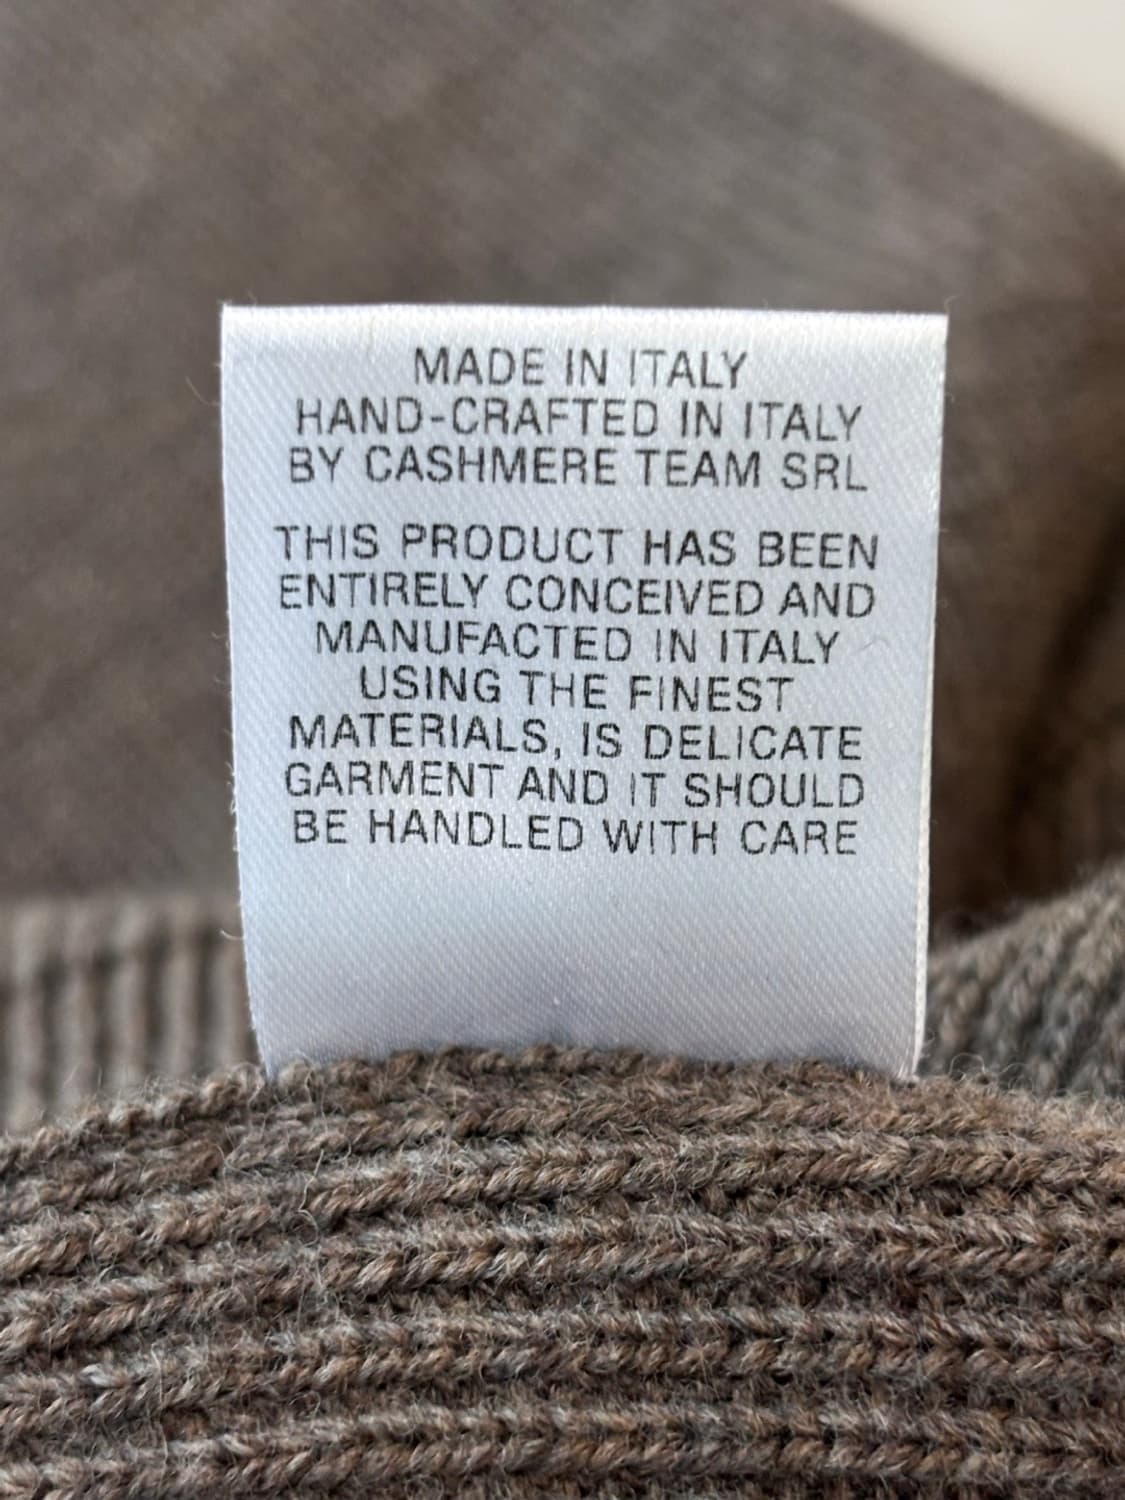 MADE IN ITALY
HAND-CRAFTED IN ITALY
BY CASHMERE TEAM SRL
THIS PRODUCT HAS BEEN
ENTIRELY CONCEIVED AND
MANUFACTED IN ITALY
USING THE FINEST
MATERIALS, IS DELICATE
GARMENT AND IT SHOULD
BE HANDLED WITH CARE